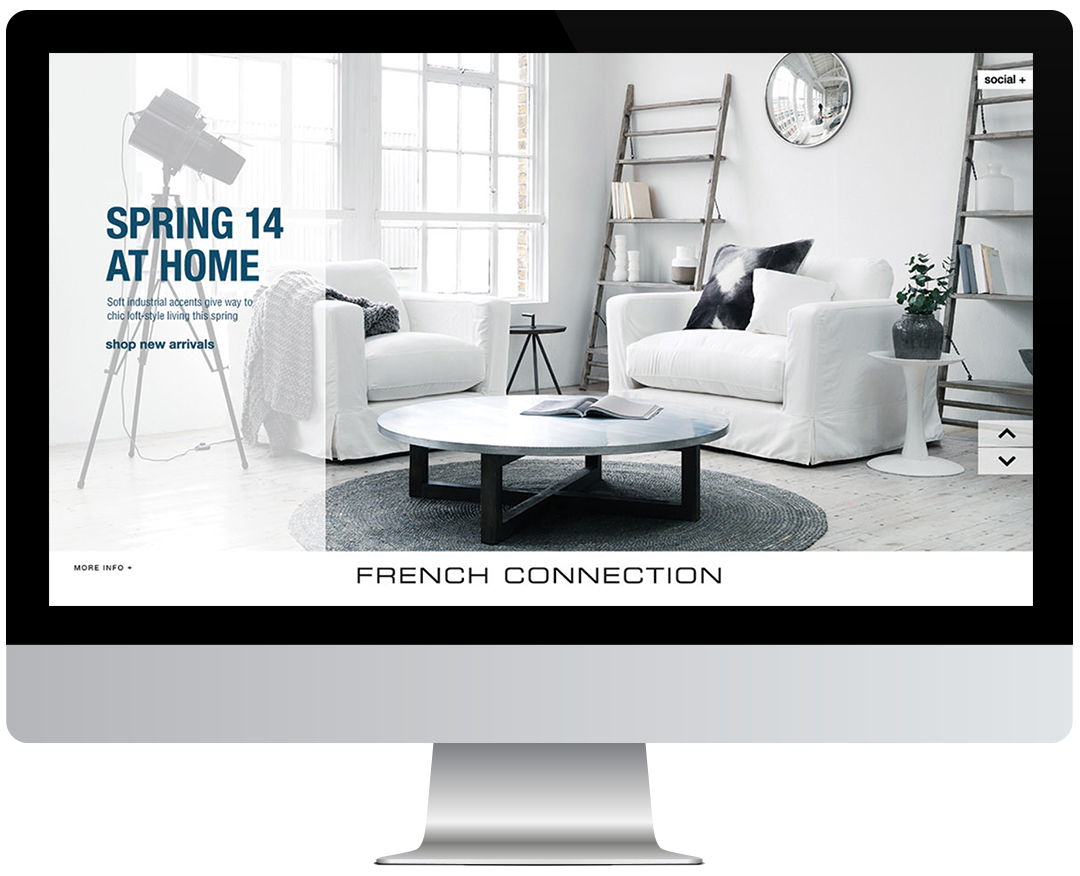 social +
SPRING 14
AT HOME
Soft industrial accents give way to
chic loft-style living this spring
shop new arrivals
MORE INFO +
FRENCH CONNECTION